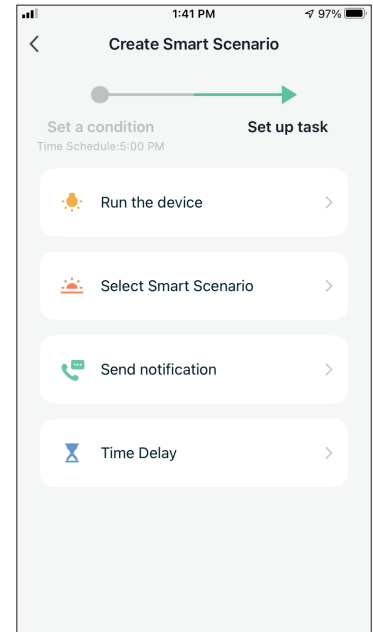 1:41 PM 97%
Create Smart Scenario
Set a condition Set up task
Time Schedule:5:00 PM
Run the device
Select Smart Scenario
Send notification
Time Delay